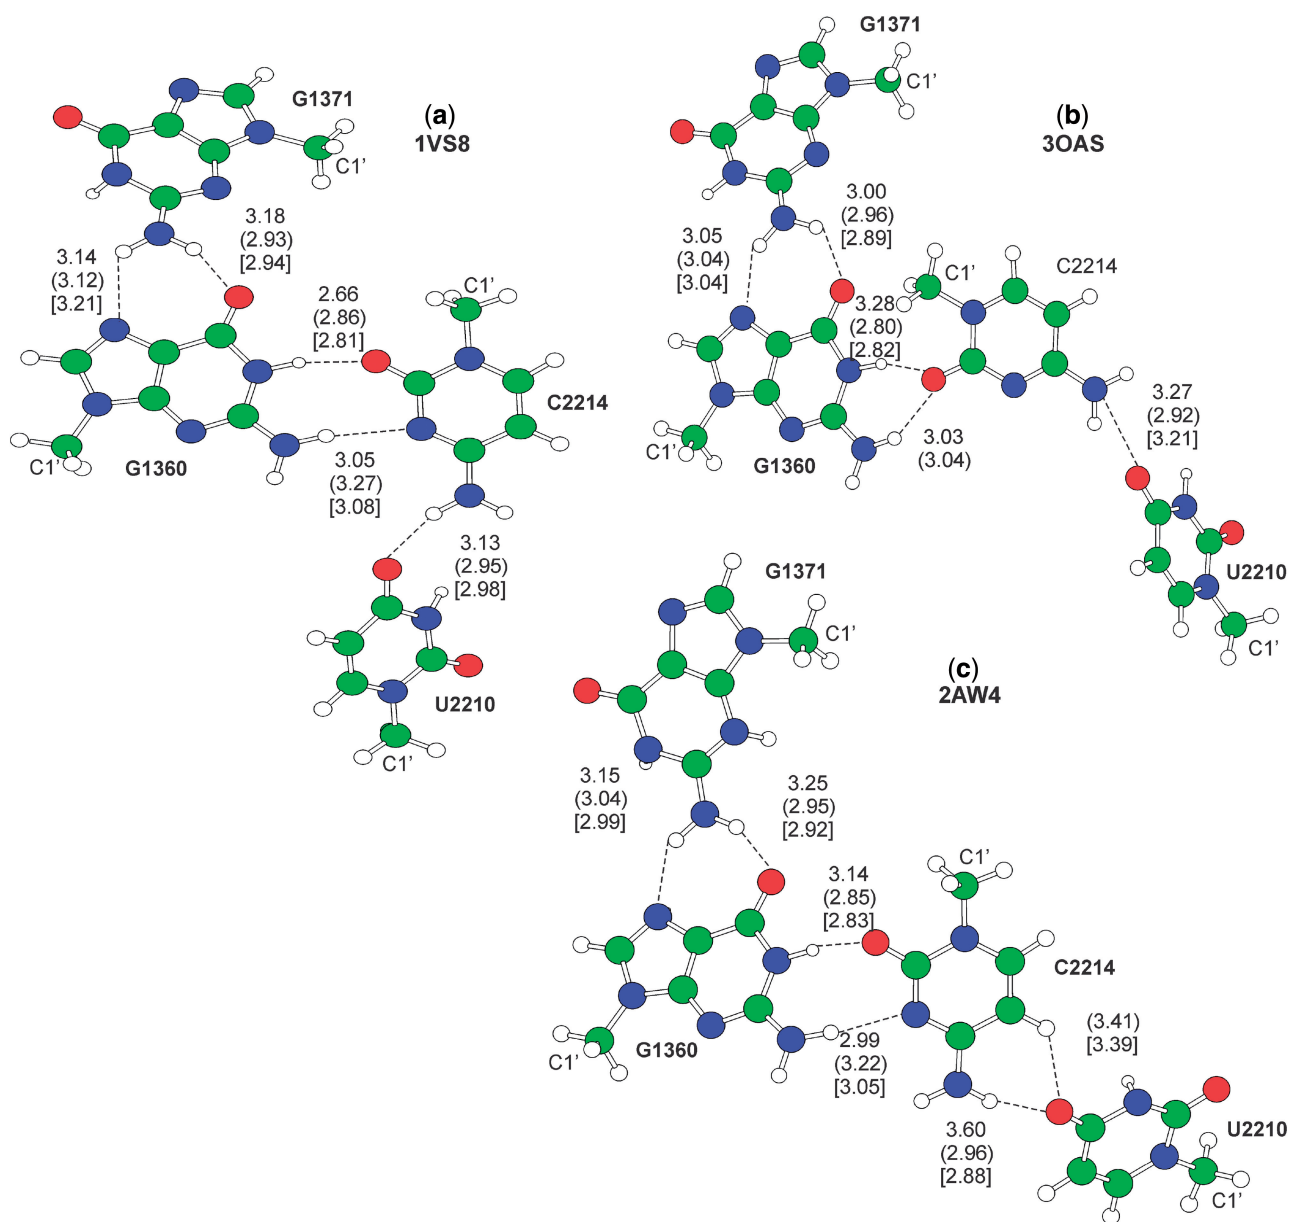 G1371
(a)
1VS8
C1'
3.18
(2.93)
[2.94]
3.14
(3.12)
[3.21]
2.66
(2.86)
[2.81]
C1'
C2214
C1'
G1360
3.05
(3.27)
[3.08]
3.13
(2.95)
[2.98]
U2210
C1'
G1371
C1'
(b)
3OAS
3.00
(2.96)
[2.89]
3.05
(3.04)
[3.04]
C1'
C2214
3.28
(2.80)
[2.82]
3.27
(2.92)
[3.21]
C1'
G1360
3.03
(3.04)
U2210
C1'
G1371
C1'
(c)
2AW4
3.15
(3.04)
[2.99]
3.25
(2.95)
[2.92]
3.14
(2.85)
[2.83]
C1'
C2214
(3.41)
[3.39]
C1'
G1360
2.99
(3.22)
[3.05]
3.60
(2.96)
[2.88]
U2210
C1'